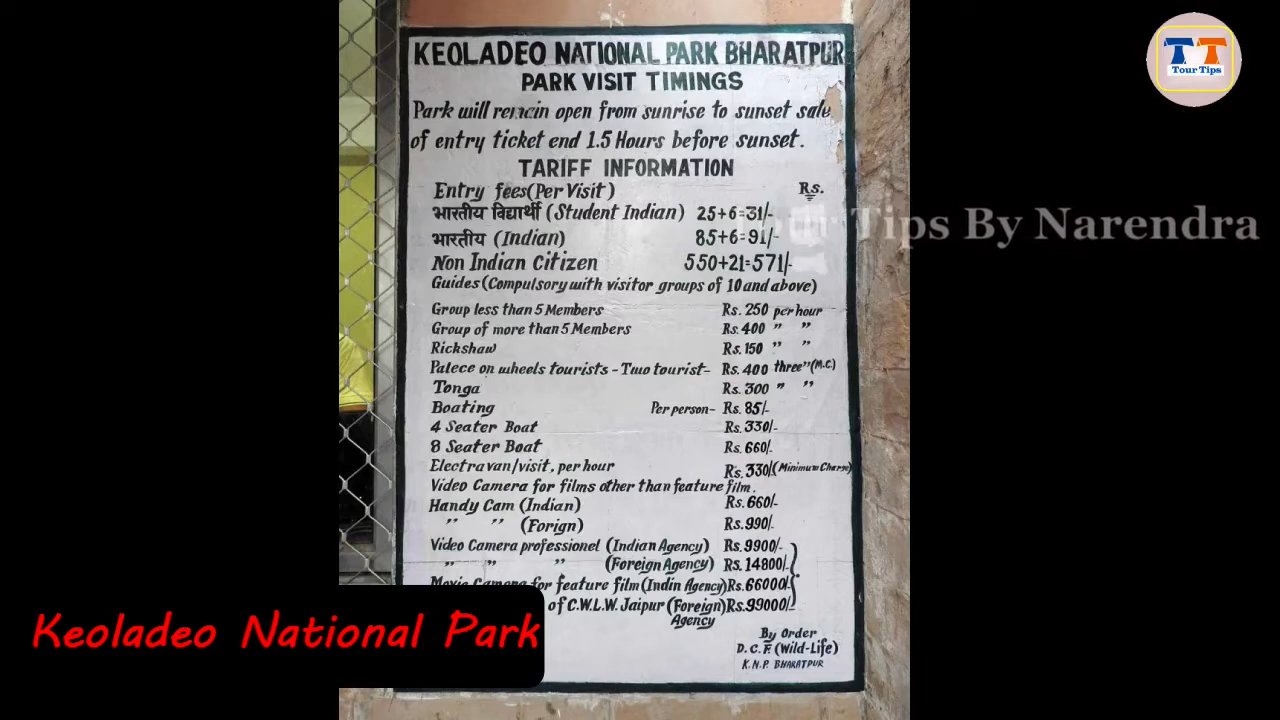 KEOLADEO NATIONAL PARK BHARATPUR
PARK VISIT TIMINGS
Park will remain open from sunrise to sunset sale
of entry ticket end 1.5 Hours before sunset.
TARIFF INFORMATION
Entry fees(Per Visit) Rs.
भारतीय विद्यार्थी (Student Indian) 25+6=31/-
भारतीय (Indian) 85+6=91/-
Non Indian Citizen 550+21=571/-
Guides (Compulsory with visitor groups of 10 and above)
Group less than 5 Members Rs. 250 per hour
Group of more than 5 Members Rs. 400 " "
Rickshaw Rs. 150 " "
Palece on wheels tourists - Two tourist- Rs. 400 three" (M.C.)
Tonga Rs. 300 " "
Boating Per person- Rs. 85/-
4 Seater Boat Rs. 330/-
8 Seater Boat Rs. 660/-
Electravan/visit, per hour Rs. 330/- (Minimum Charge)
Video Camera for films other than feature film.
Handy Cam (Indian) Rs. 660/-
" " (Forign) Rs. 990/-
Video Camera professionel (Indian Agency) Rs. 9900/-
" " " (Foreign Agency) Rs. 14800/-
Movie Camera for feature film (Indin Agency) Rs. 66000/-
of C.W.L.W. Jaipur (Foreign) Rs. 99000/-
Agency
By Order
D.C.F. (Wild-Life)
K.N.P. BHARATPUR
Keoladeo National Park
TT
Tour Tips
Tour Tips By Narendra